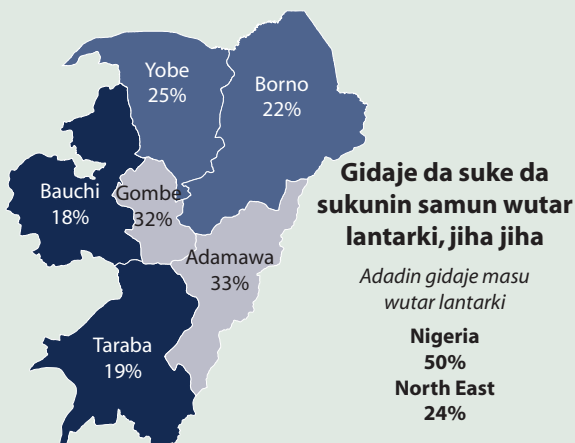 Yobe
25%
Borno
22%
Bauchi
18%
Gombe
32%
Adamawa
33%
Taraba
19%
Gidaje da suke da
sukunin samun wutar
lantarki, jiha jiha
Adadin gidaje masu
wutar lantarki
Nigeria
50%
North East
24%